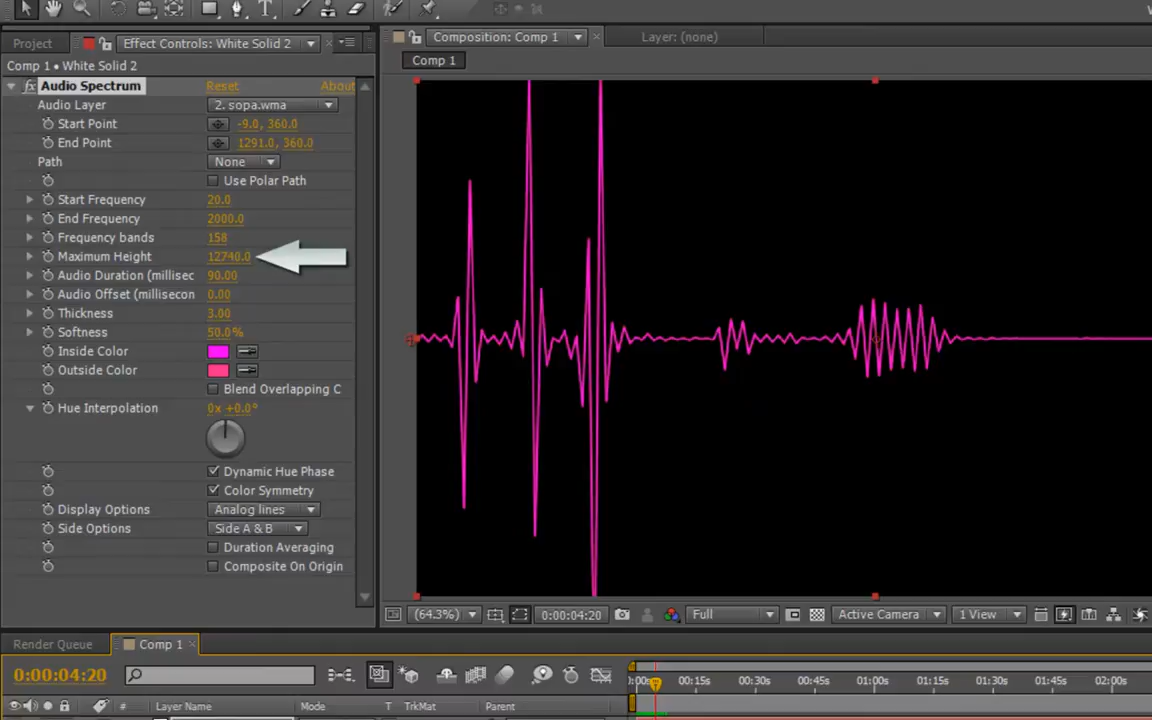 Project
Effect Controls: White Solid 2
Composition: Comp 1
Layer: (none)
Comp 1 • White Solid 2
Comp 1
fx Audio Spectrum Reset About
Audio Layer 2. sopa.wma
Start Point -9.0, 360.0
End Point 1291.0, 360.0
Path None
Use Polar Path
Start Frequency 20.0
End Frequency 2000.0
Frequency bands 158
Maximum Height 12740.0
Audio Duration (millisec 90.00
Audio Offset (millisecon 0.00
Thickness 3.00
Softness 50.0%
Inside Color
Outside Color
Blend Overlapping C
Hue Interpolation 0x +0.0°
Dynamic Hue Phase
Color Symmetry
Display Options Analog lines
Side Options Side A & B
Duration Averaging
Composite On Origin
(64.3%) 0:00:04:20 Full Active Camera 1 View
Render Queue Comp 1
0:00:04:20
:00s 00:15s 00:30s 00:45s 01:00s 01:15s 01:30s 01:45s 02:00s
# Layer Name Mode T TrkMat Parent